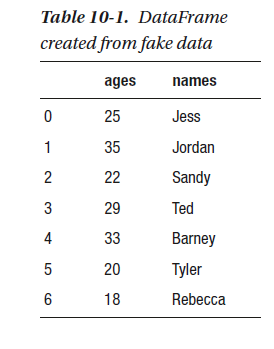 Table 10-1. DataFrame
created from fake data
ages names
0 25 Jess
1 35 Jordan
2 22 Sandy
3 29 Ted
4 33 Barney
5 20 Tyler
6 18 Rebecca